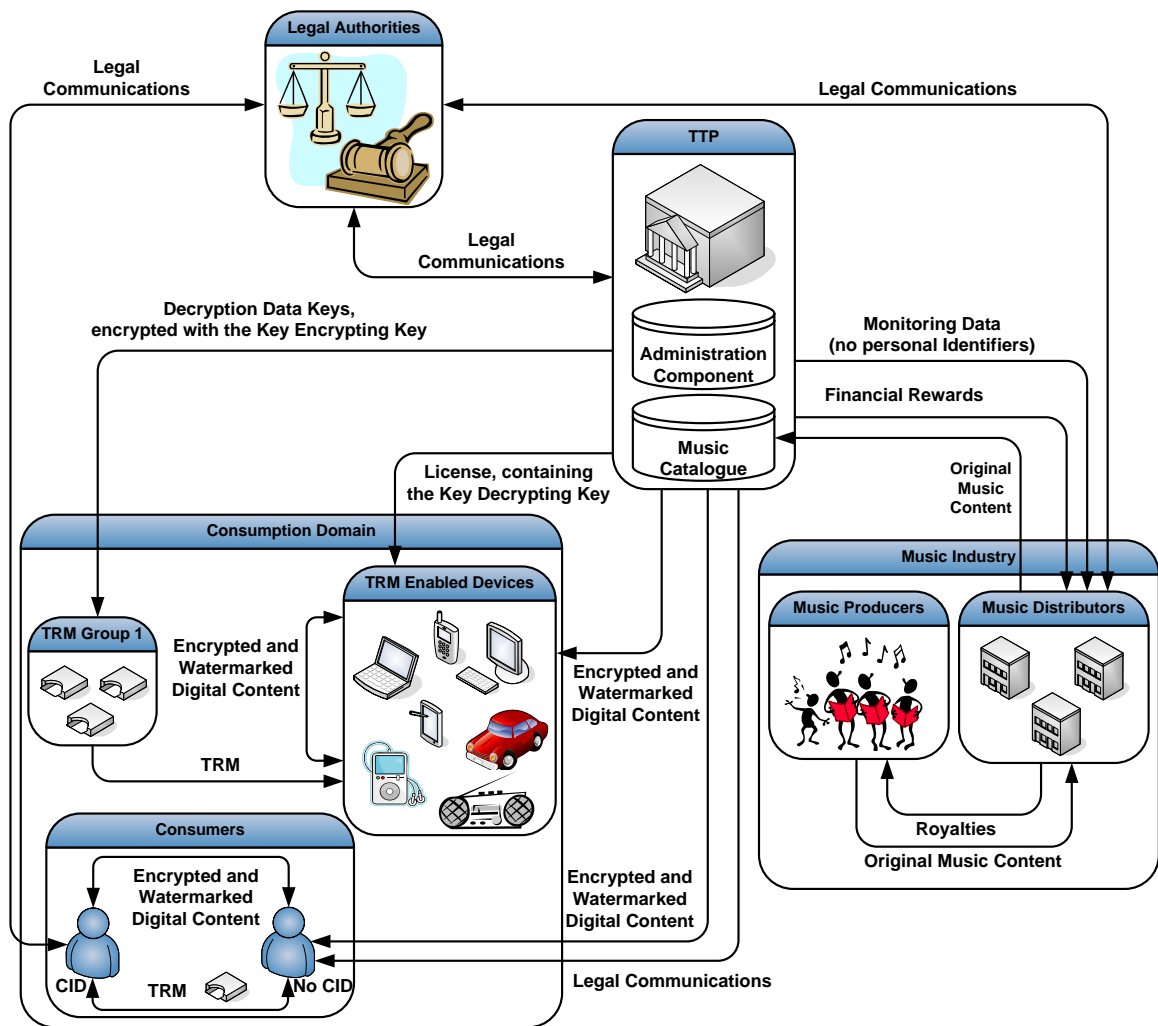 Legal Authorities
Legal
Communications
Legal Communications
TTP
Legal
Communications
Decryption Data Keys,
encrypted with the Key Encrypting Key
Administration
Component
Monitoring Data
(no personal Identifiers)
Financial Rewards
Music
Catalogue
License, containing
the Key Decrypting Key
Original
Music
Content
Consumption Domain
TRM Enabled Devices
TRM Group 1
Encrypted and
Watermarked
Digital Content
TRM
Encrypted and
Watermarked
Digital Content
Music Industry
Music Producers
Music Distributors
Royalties
Original Music Content
Consumers
Encrypted and
Watermarked
Digital Content
CID
TRM
No CID
Encrypted and
Watermarked
Digital Content
Legal Communications